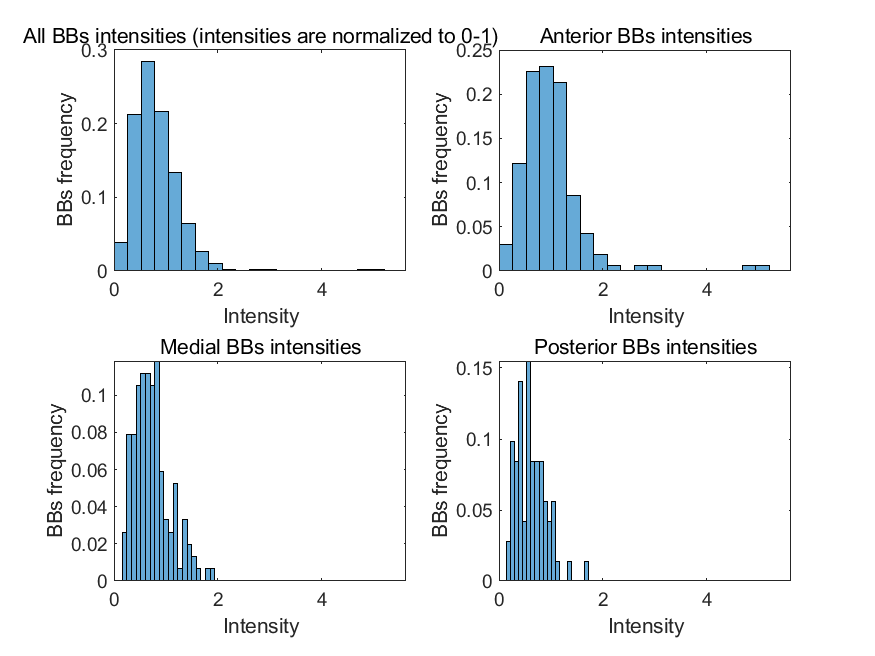 All BBs intensities (intensities are normalized to 0-1)
0.3
0.2
0.1
0
BBs frequency
0 2 4
Intensity
Anterior BBs intensities
0.25
0.2
0.15
0.1
0.05
0
BBs frequency
0 2 4
Intensity
Medial BBs intensities
0.1
0.08
0.06
0.04
0.02
0
BBs frequency
0 2 4
Intensity
Posterior BBs intensities
0.15
0.1
0.05
0
BBs frequency
0 2 4
Intensity